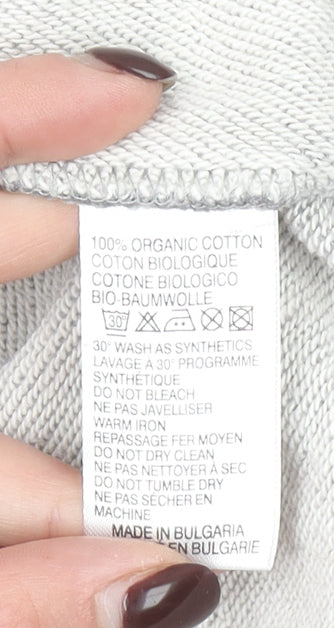 100% ORGANIC COTTON
COTON BIOLOGIQUE
COTONE BIOLOGICO
BIO-BAUMWOLLE
30°
30° WASH AS SYNTHETICS
LAVAGE À 30° PROGRAMME
SYNTHÉTIQUE
DO NOT BLEACH
NE PAS JAVELLISER
WARM IRON
REPASSAGE FER MOYEN
DO NOT DRY CLEAN
NE PAS NETTOYER À SEC
DO NOT TUMBLE DRY
NE PAS SÉCHER EN
MACHINE
MADE IN BULGARIA
EN BULGARIE